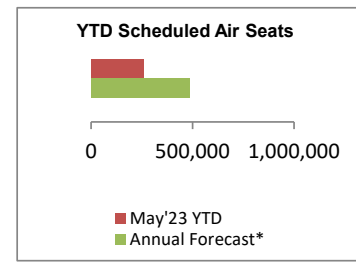 YTD Scheduled Air Seats
0 500,000 1,000,000
May'23 YTD
Annual Forecast*